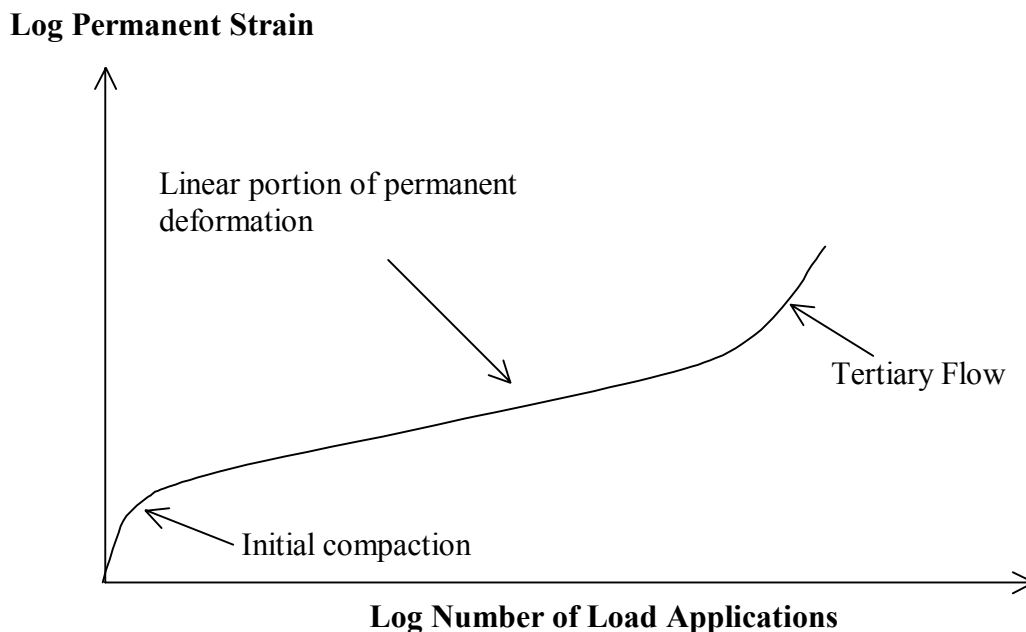 Log Permanent Strain
Linear portion of permanent
deformation
Tertiary Flow
Initial compaction
Log Number of Load Applications